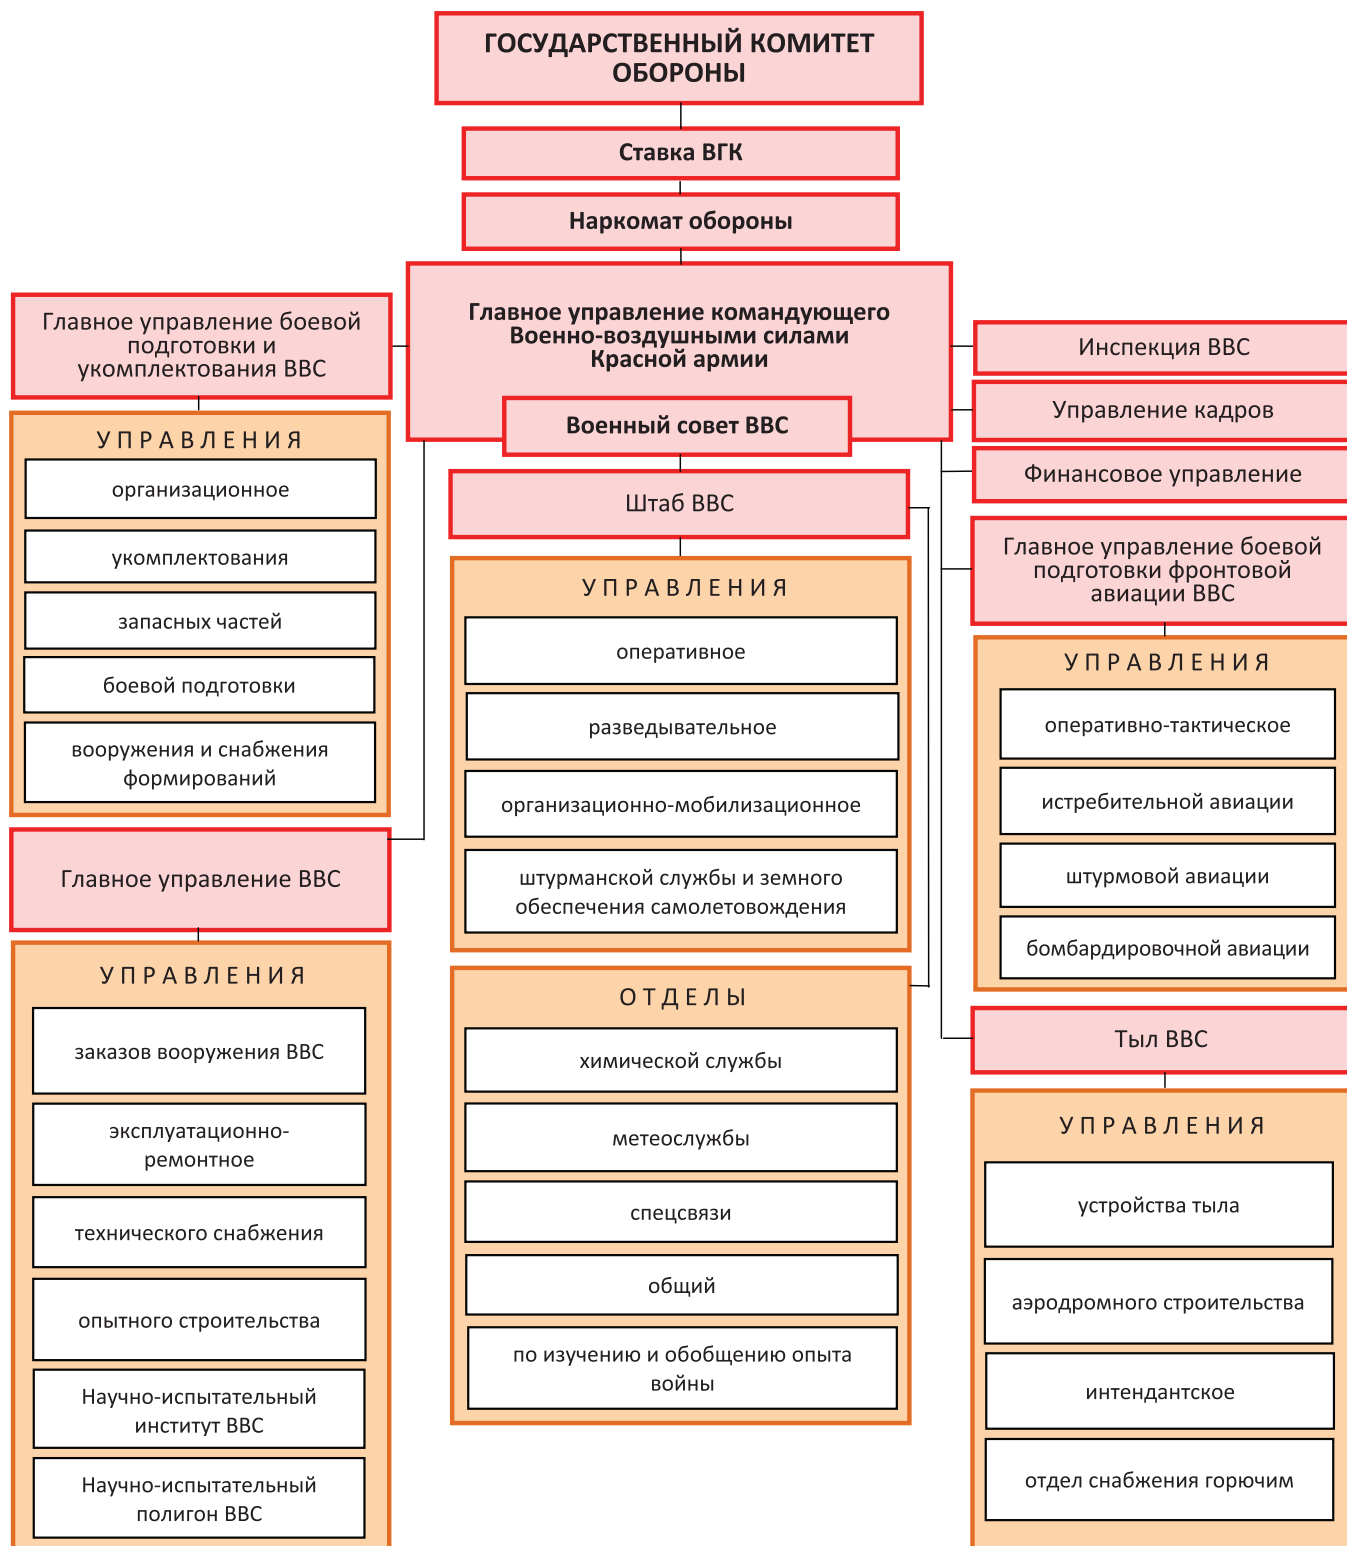 ГОСУДАРСТВЕННЫЙ КОМИТЕТ
ОБОРОНЫ
Ставка ВГК
Наркомат обороны
Главное управление командующего
Военно-воздушными силами
Красной армии
Военный совет ВВС
Главное управление боевой
подготовки и
укомплектования ВВС
УПРАВЛЕНИЯ
организационное
укомплектования
запасных частей
боевой подготовки
вооружения и снабжения
формирований
Главное управление ВВС
УПРАВЛЕНИЯ
заказов вооружения ВВС
эксплуатационно-
ремонтное
технического снабжения
опытного строительства
Научно-испытательный
институт ВВС
Научно-испытательный
полигон ВВС
Штаб ВВС
УПРАВЛЕНИЯ
оперативное
разведывательное
организационно-мобилизационное
штурманской службы и земного
обеспечения самолетовождения
ОТДЕЛЫ
химической службы
метеослужбы
спецсвязи
общий
по изучению и обобщению опыта
войны
Инспекция ВВС
Управление кадров
Финансовое управление
Главное управление боевой
подготовки фронтовой
авиации ВВС
УПРАВЛЕНИЯ
оперативно-тактическое
истребительной авиации
штурмовой авиации
бомбардировочной авиации
Тыл ВВС
УПРАВЛЕНИЯ
устройства тыла
аэродромного строительства
интендантское
отдел снабжения горючим